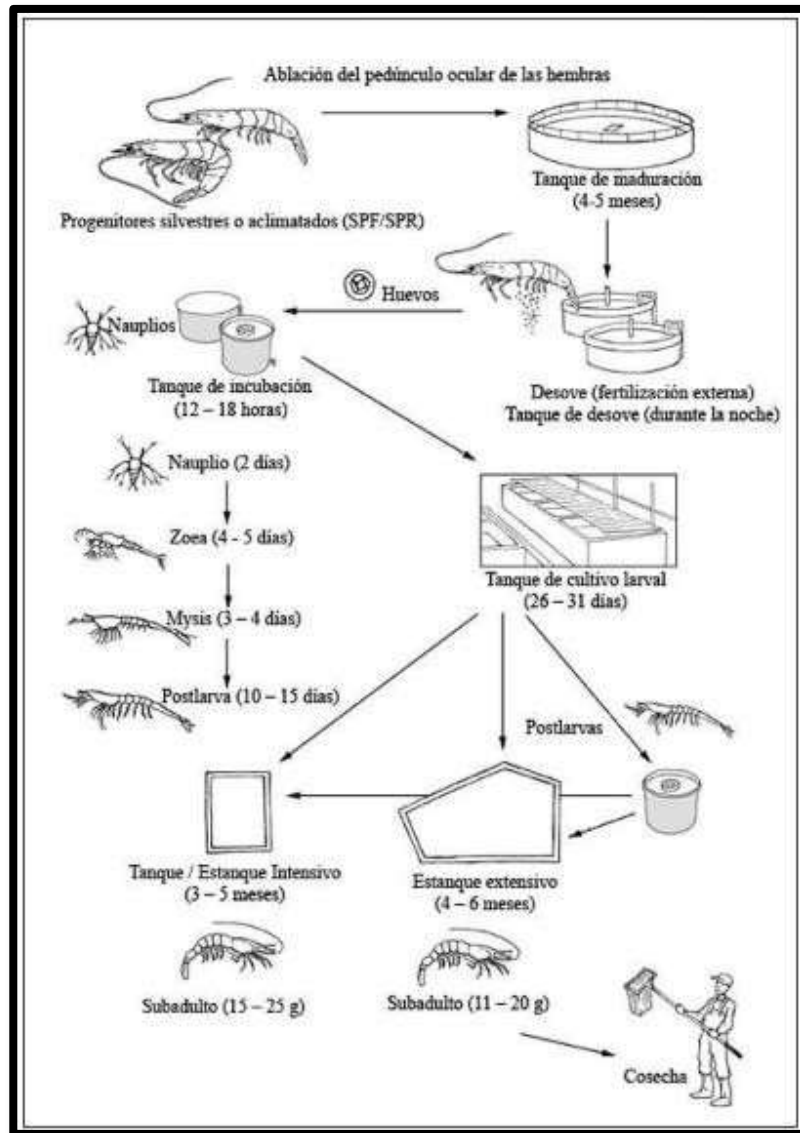 Ablación del pedúnculo ocular de las hembras
Tanque de maduración
(4-5 meses)
Progenitores silvestres o aclimatados (SPF/SPR)
Huevos
Nauplios
Tanque de incubación
(12 – 18 horas)
Desove (fertilización externa)
Tanque de desove (durante la noche)
Nauplio (2 días)
Zoea (4 - 5 días)
Mysis (3 – 4 días)
Postlarva (10 – 15 días)
Tanque de cultivo larval
(26 – 31 días)
Postlarvas
Tanque / Estanque Intensivo
(3 – 5 meses)
Estanque extensivo
(4 – 6 meses)
Subadulto (15 – 25 g)
Subadulto (11 – 20 g)
Cosecha